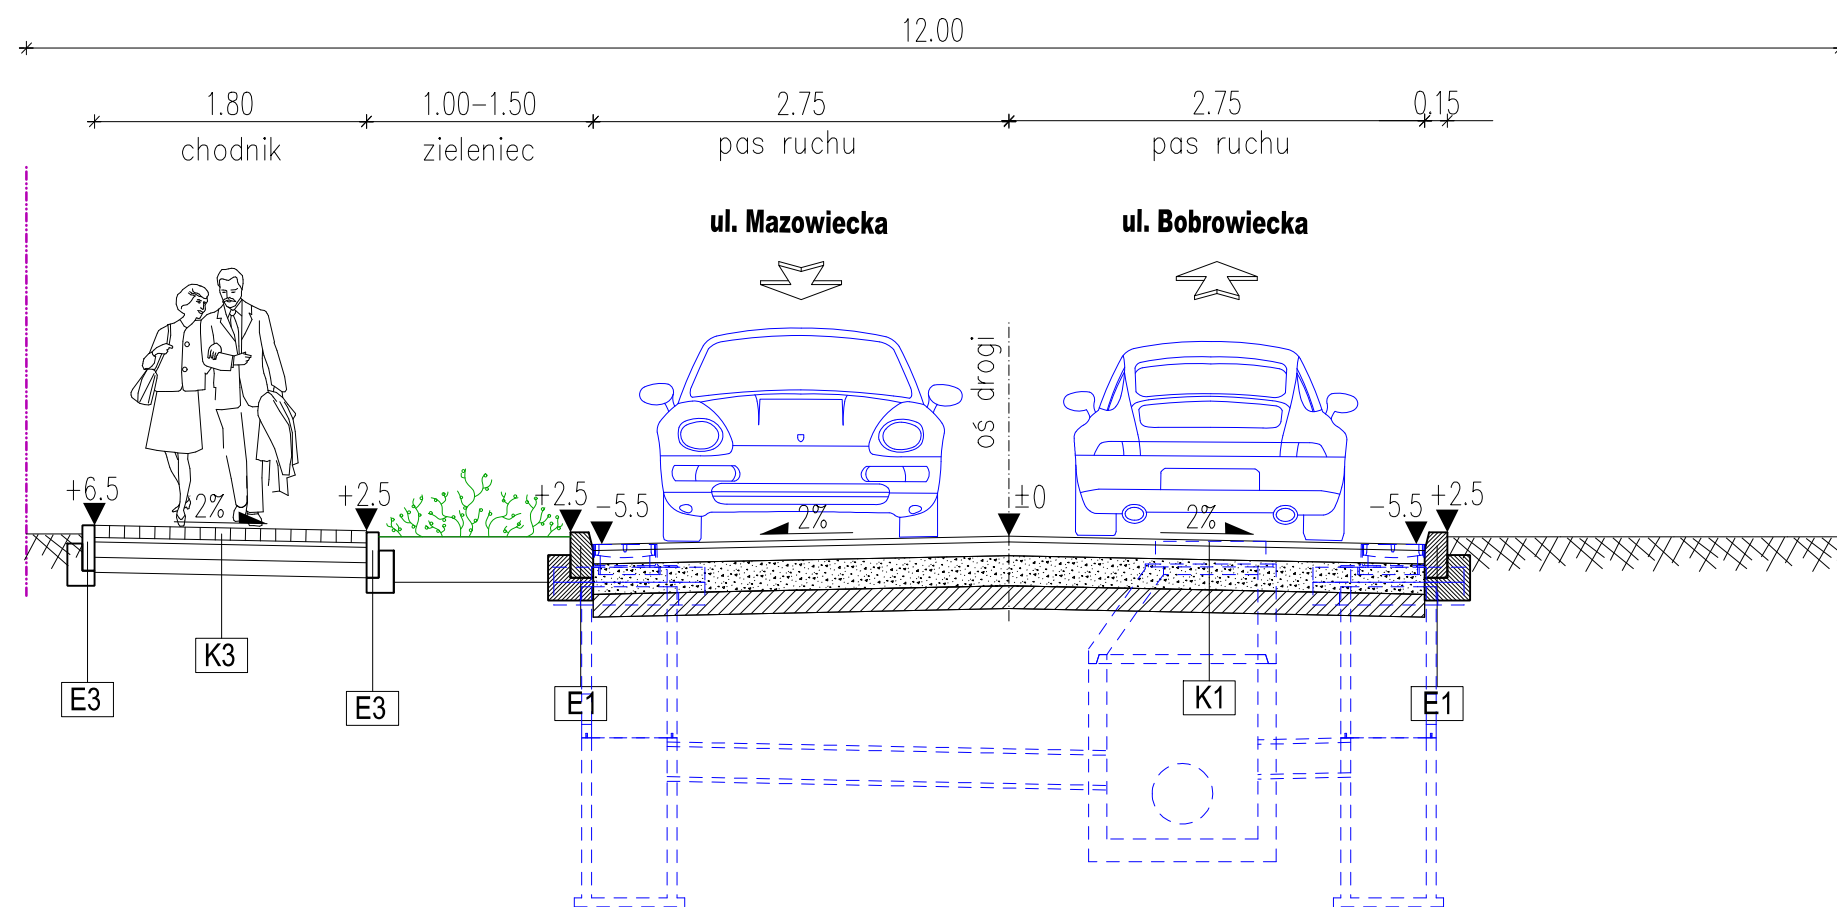 12.00
1.80 1.00-1.50 2.75 2.75 0.15
chodnik zieleniec pas ruchu pas ruchu
ul. Mazowiecka ul. Bobrowiecka
oś drogi
+6.5 2% +2.5 +2.5 -5.5 2% ±0 2% -5.5 +2.5
K3
E3 E3 E1 K1 E1